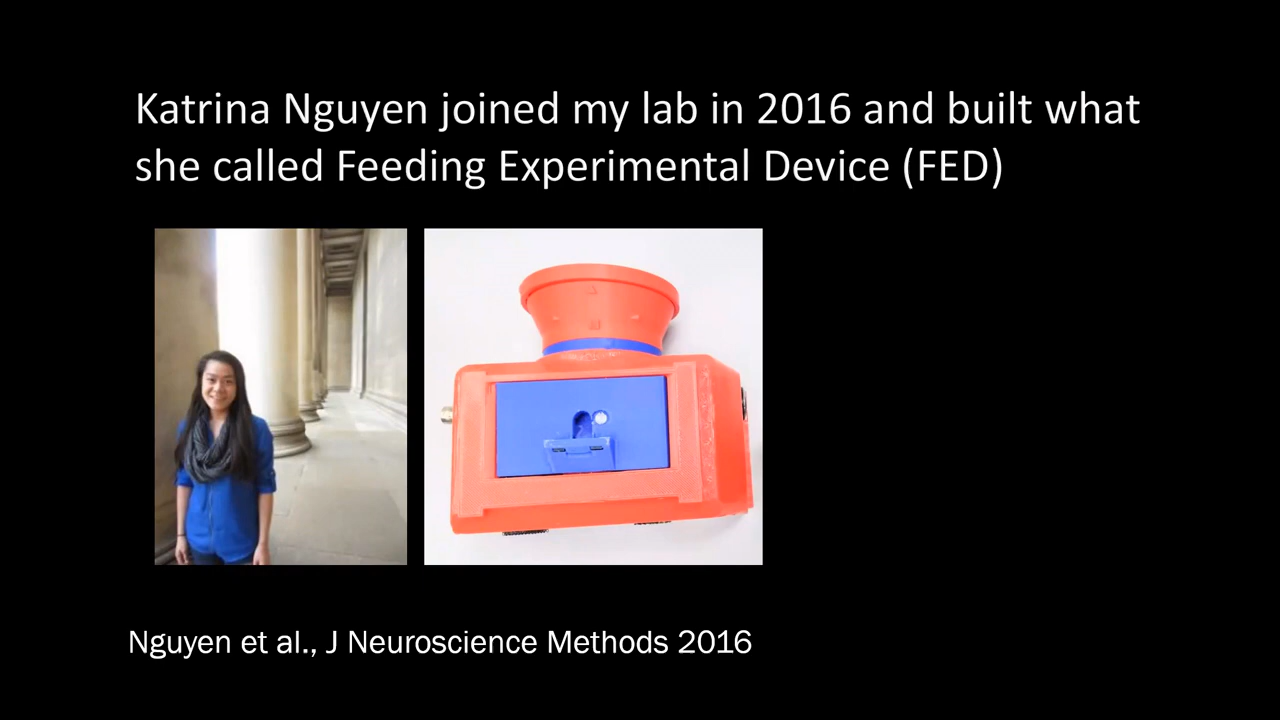 Katrina Nguyen joined my lab in 2016 and built what
she called Feeding Experimental Device (FED)
Nguyen et al., J Neuroscience Methods 2016